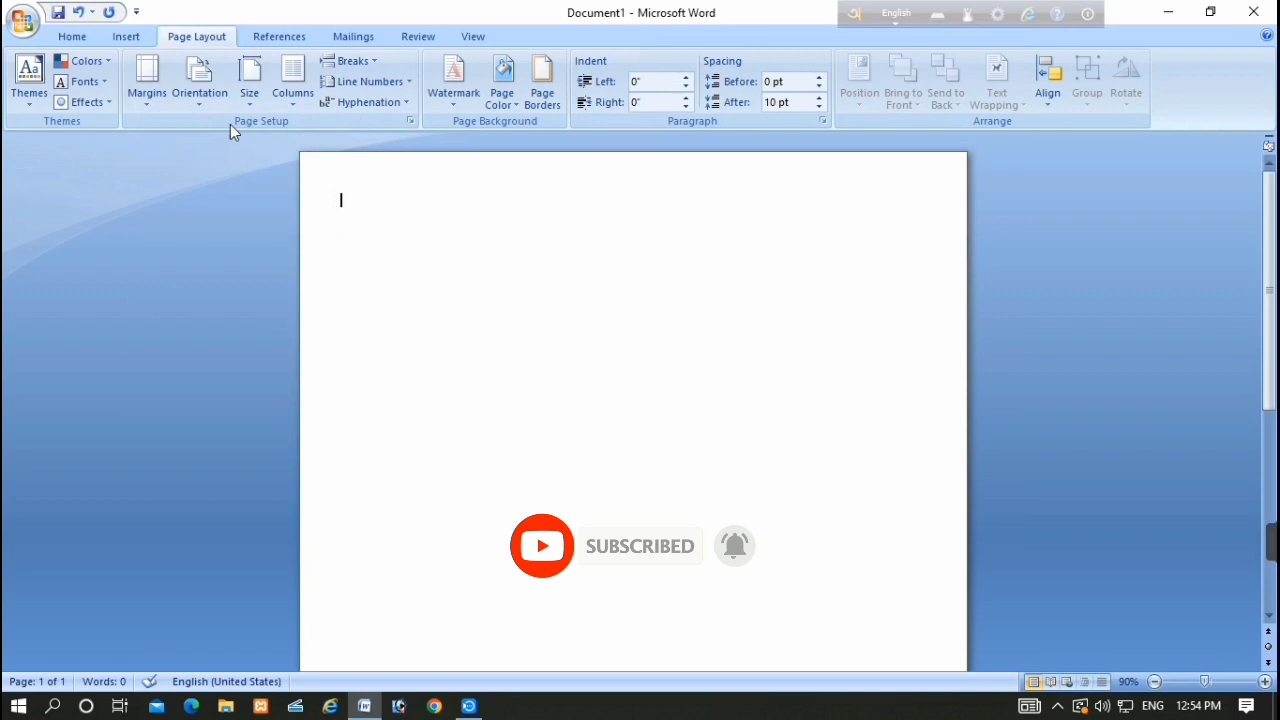 Document1 - Microsoft Word
অ English
Home Insert Page Layout References Mailings Review View
Themes
Colors
Fonts
Effects
Themes
Margins
Orientation
Size
Columns
Breaks
Line Numbers
Hyphenation
Page Setup
Watermark
Page Color
Page Borders
Page Background
Indent
Left: 0"
Right: 0"
Spacing
Before: 0 pt
After: 10 pt
Paragraph
Position
Bring to Front
Send to Back
Text Wrapping
Align
Group
Rotate
Arrange
SUBSCRIBED
Page: 1 of 1 Words: 0 English (United States) 90%
ENG 12:54 PM